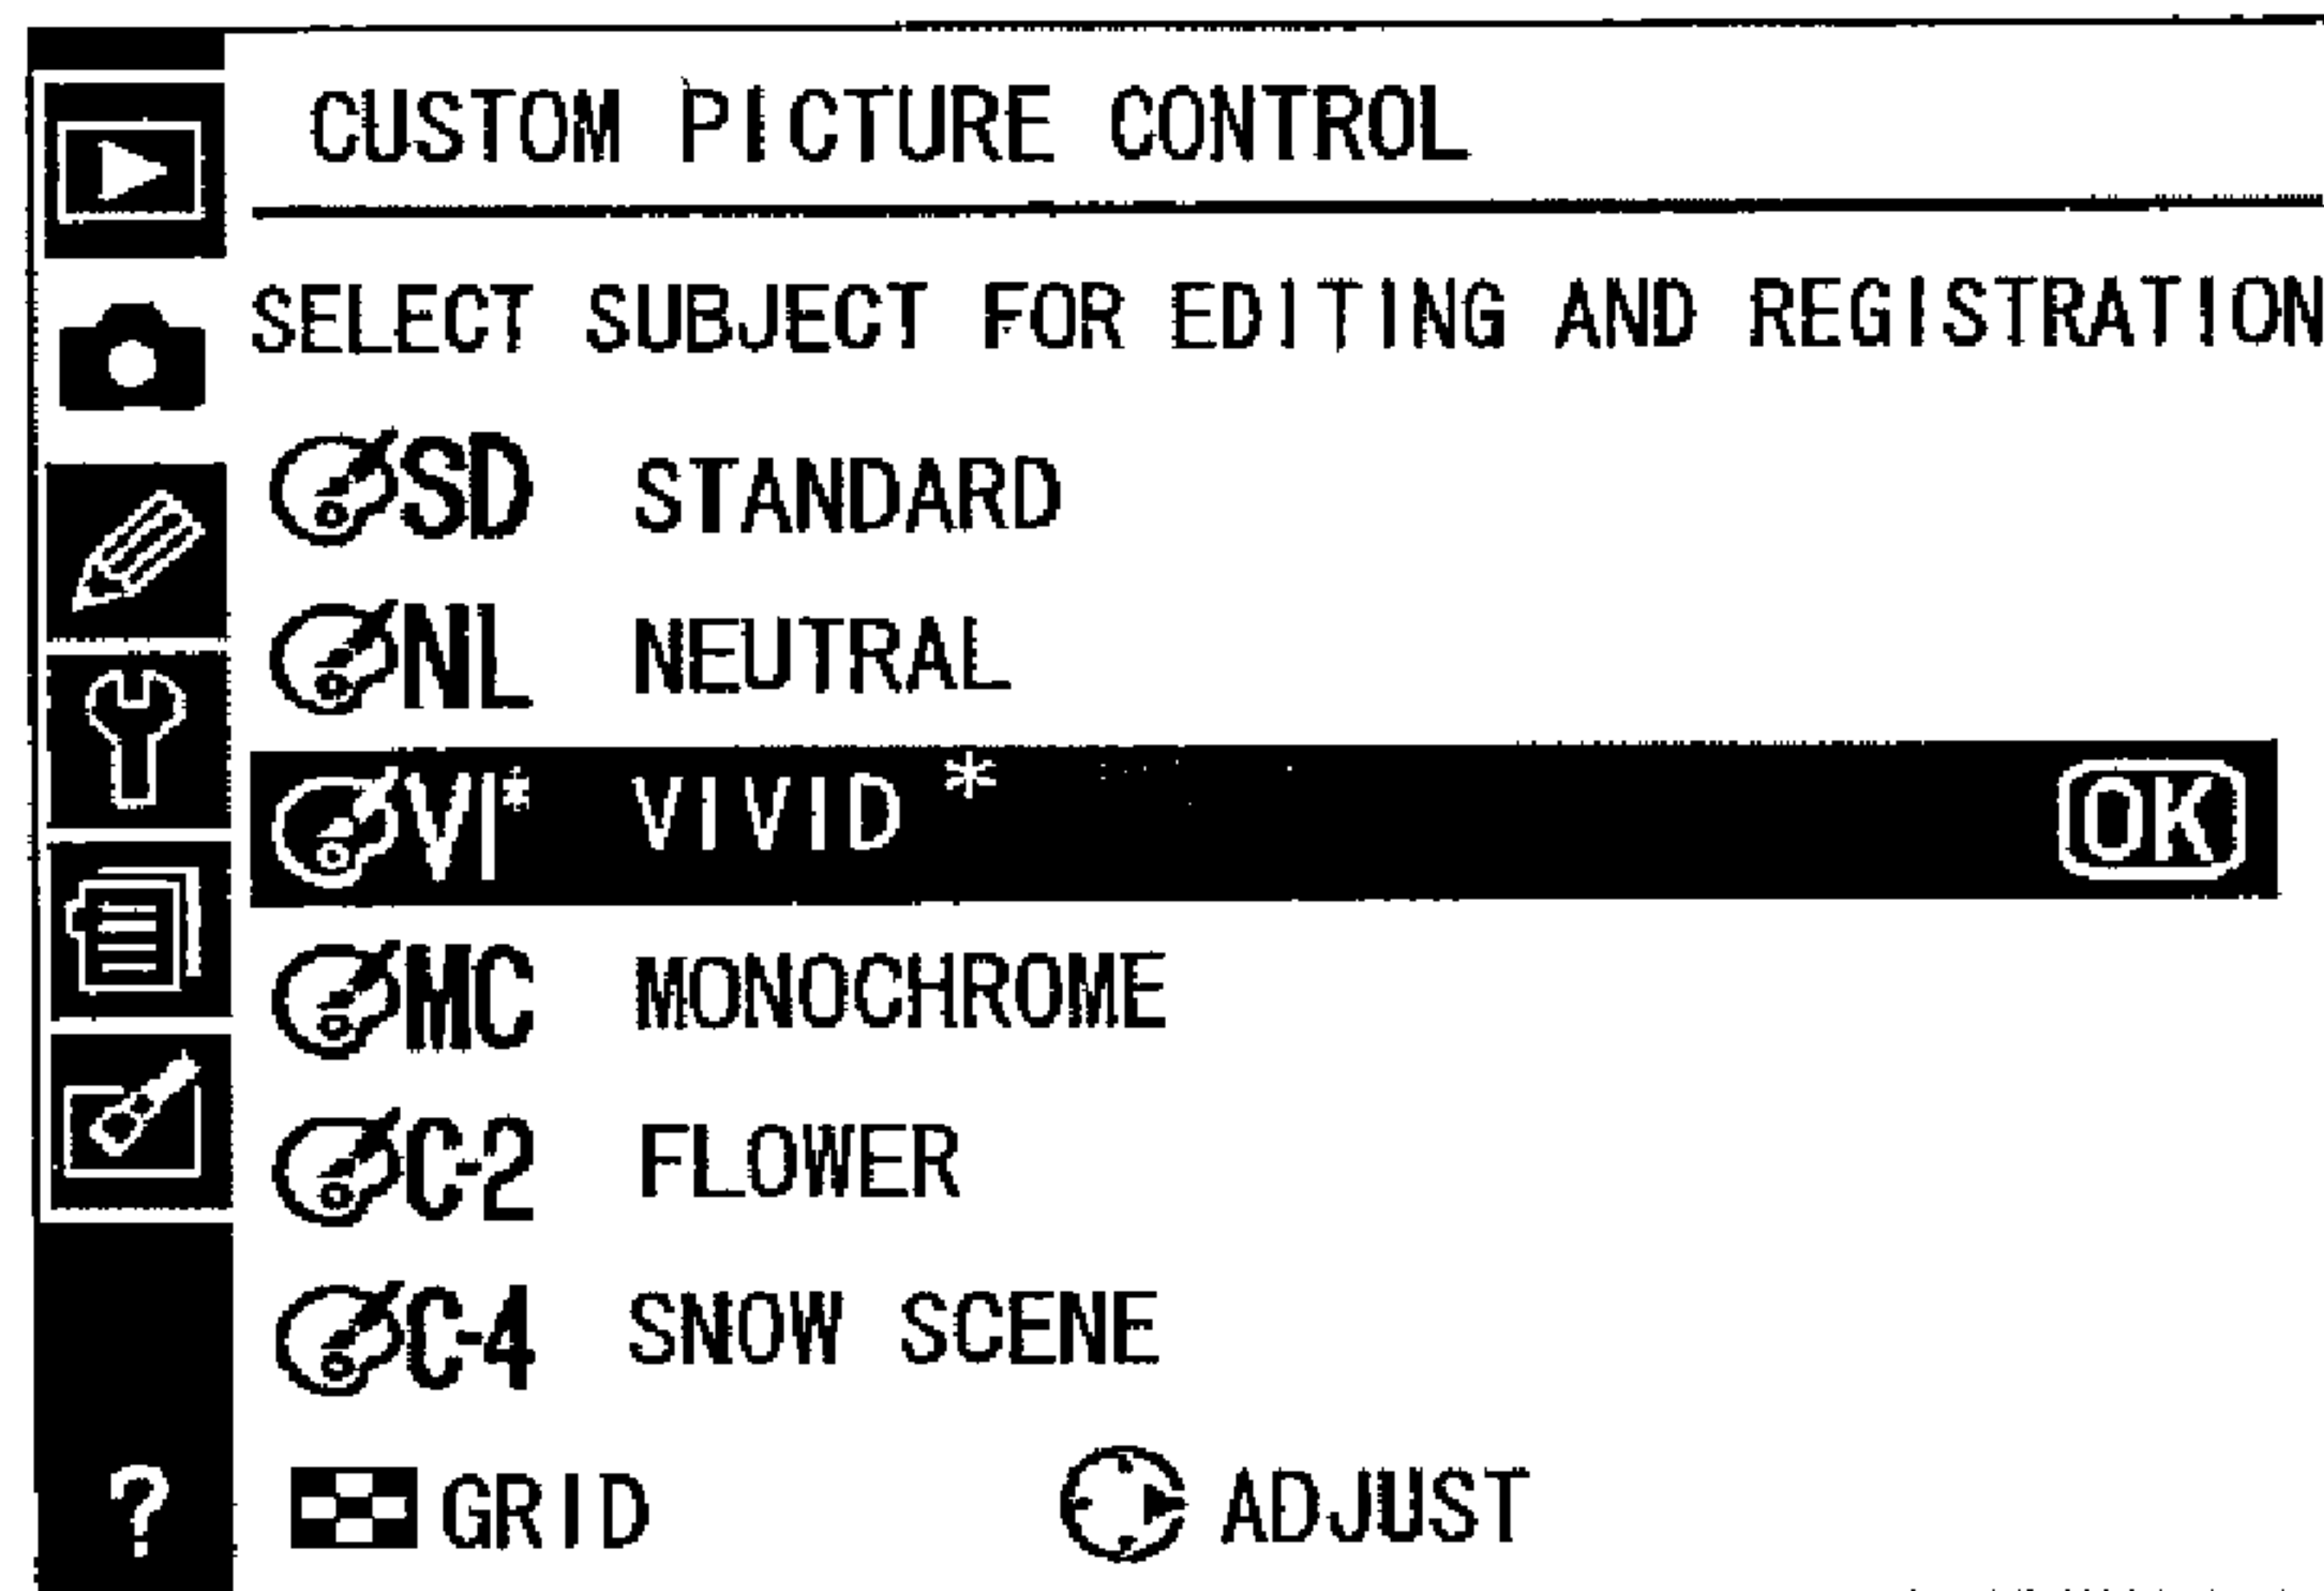 CUSTOM PICTURE CONTROL
SELECT SUBJECT FOR EDITING AND REGISTRATION
SD STANDARD
NL NEUTRAL
VI* VIVID* OK
MC MONOCHROME
C-2 FLOWER
C-4 SNOW SCENE
? GRID ADJUST